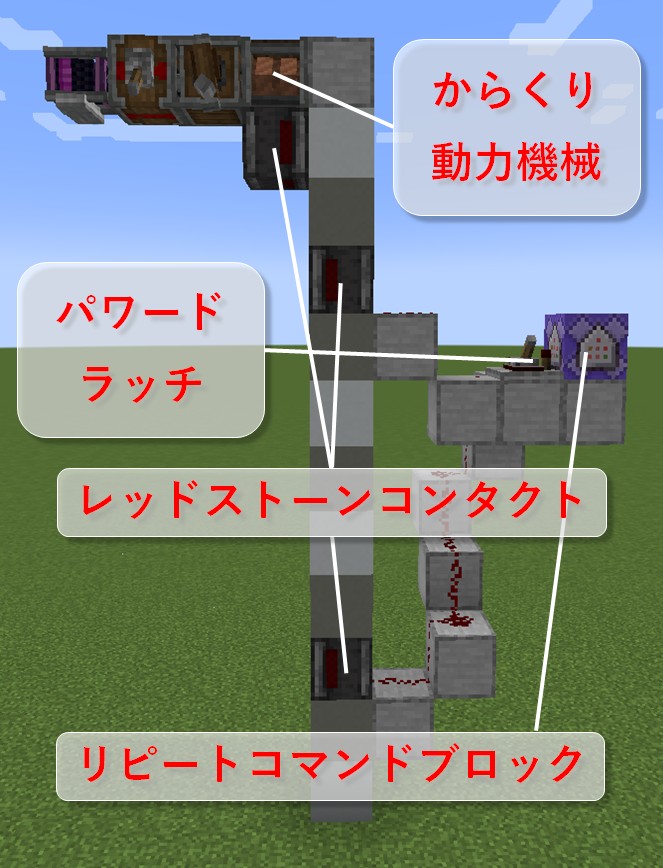 からくり
動力機械
パワード
ラッチ
レッドストーンコンタクト
リピートコマンドブロック